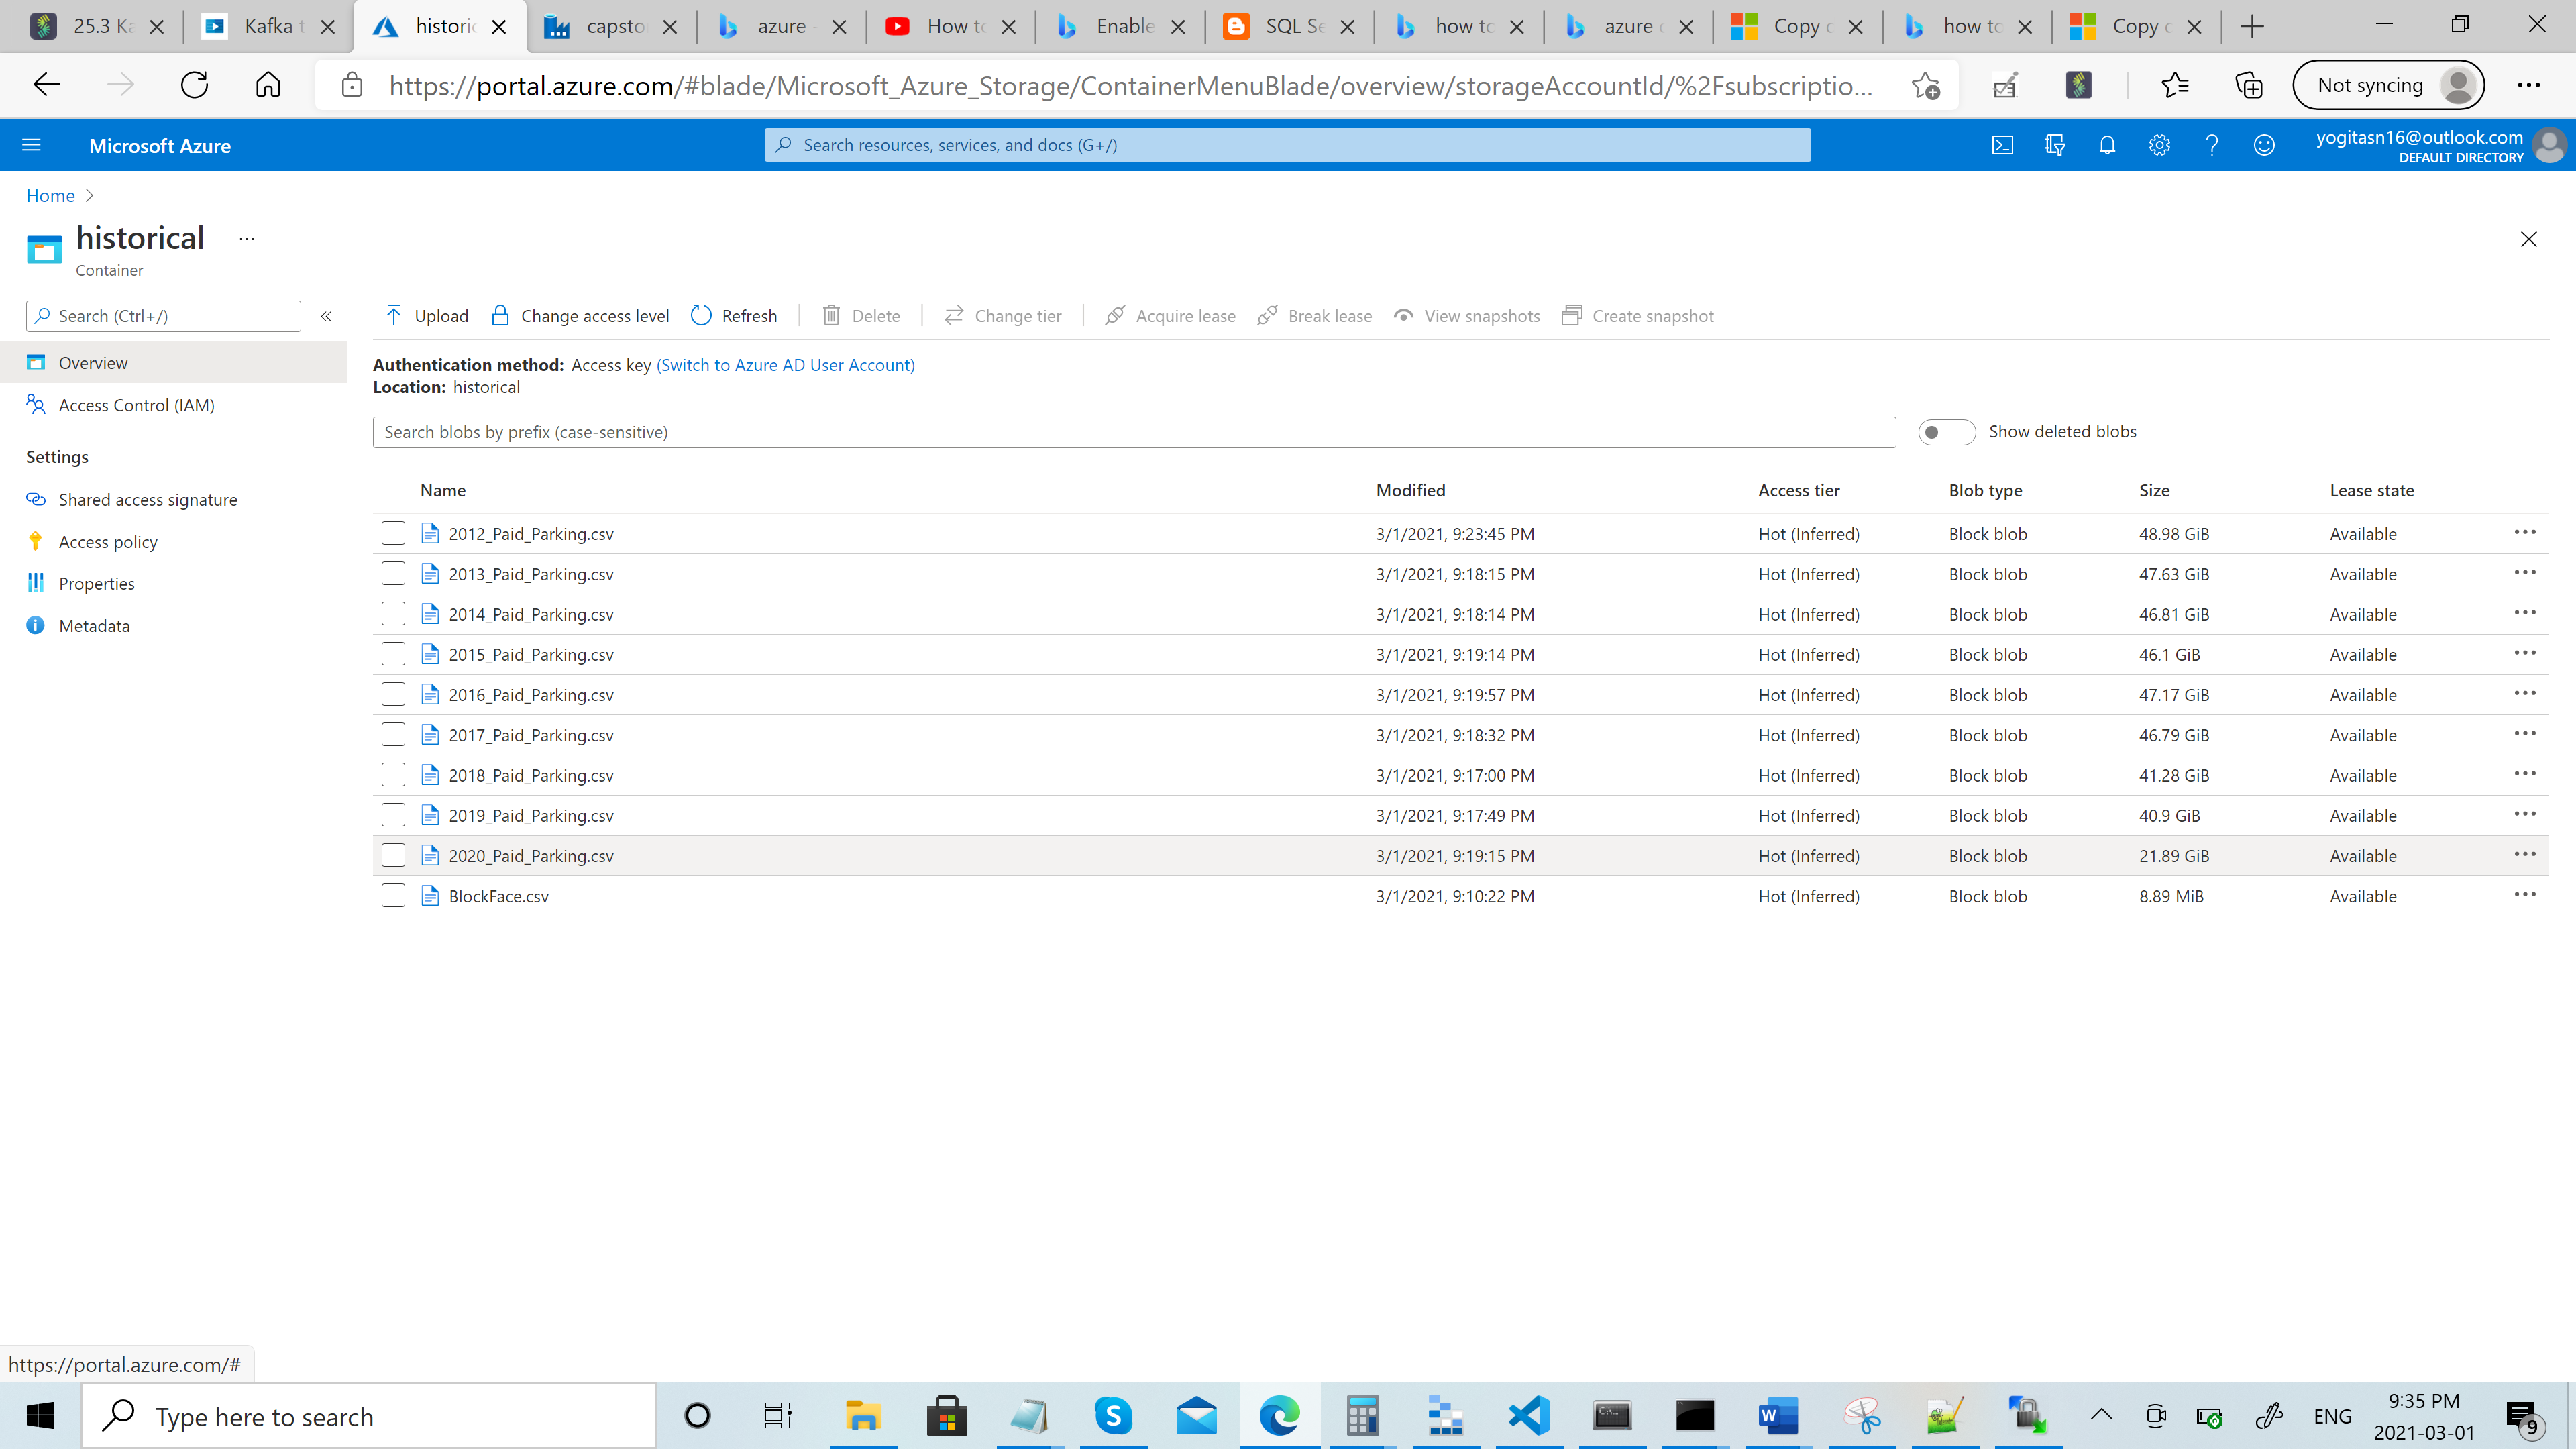 25.3 Ka
Kafka t
historic
capsto
azure -
How to
Enable
SQL Se
how to
azure c
Copy c
how to
Copy c
https://portal.azure.com/#blade/Microsoft_Azure_Storage/ContainerMenuBlade/overview/storageAccountId/%2Fsubscriptio...
Not syncing
Microsoft Azure
Search resources, services, and docs (G+/)
yogitasn16@outlook.com
DEFAULT DIRECTORY
Home
historical
...
Container
Search (Ctrl+/)
«
Overview
Access Control (IAM)
Settings
Shared access signature
Access policy
Properties
Metadata
Upload Change access level Refresh Delete Change tier Acquire lease Break lease View snapshots Create snapshot
Authentication method: Access key (Switch to Azure AD User Account)
Location: historical
Search blobs by prefix (case-sensitive)
Show deleted blobs
Name Modified Access tier Blob type Size Lease state
2012_Paid_Parking.csv 3/1/2021, 9:23:45 PM Hot (Inferred) Block blob 48.98 GiB Available
2013_Paid_Parking.csv 3/1/2021, 9:18:15 PM Hot (Inferred) Block blob 47.63 GiB Available
2014_Paid_Parking.csv 3/1/2021, 9:18:14 PM Hot (Inferred) Block blob 46.81 GiB Available
2015_Paid_Parking.csv 3/1/2021, 9:19:14 PM Hot (Inferred) Block blob 46.1 GiB Available
2016_Paid_Parking.csv 3/1/2021, 9:19:57 PM Hot (Inferred) Block blob 47.17 GiB Available
2017_Paid_Parking.csv 3/1/2021, 9:18:32 PM Hot (Inferred) Block blob 46.79 GiB Available
2018_Paid_Parking.csv 3/1/2021, 9:17:00 PM Hot (Inferred) Block blob 41.28 GiB Available
2019_Paid_Parking.csv 3/1/2021, 9:17:49 PM Hot (Inferred) Block blob 40.9 GiB Available
2020_Paid_Parking.csv 3/1/2021, 9:19:15 PM Hot (Inferred) Block blob 21.89 GiB Available
BlockFace.csv 3/1/2021, 9:10:22 PM Hot (Inferred) Block blob 8.89 MiB Available
https://portal.azure.com/#
Type here to search
ENG
9:35 PM
2021-03-01
9